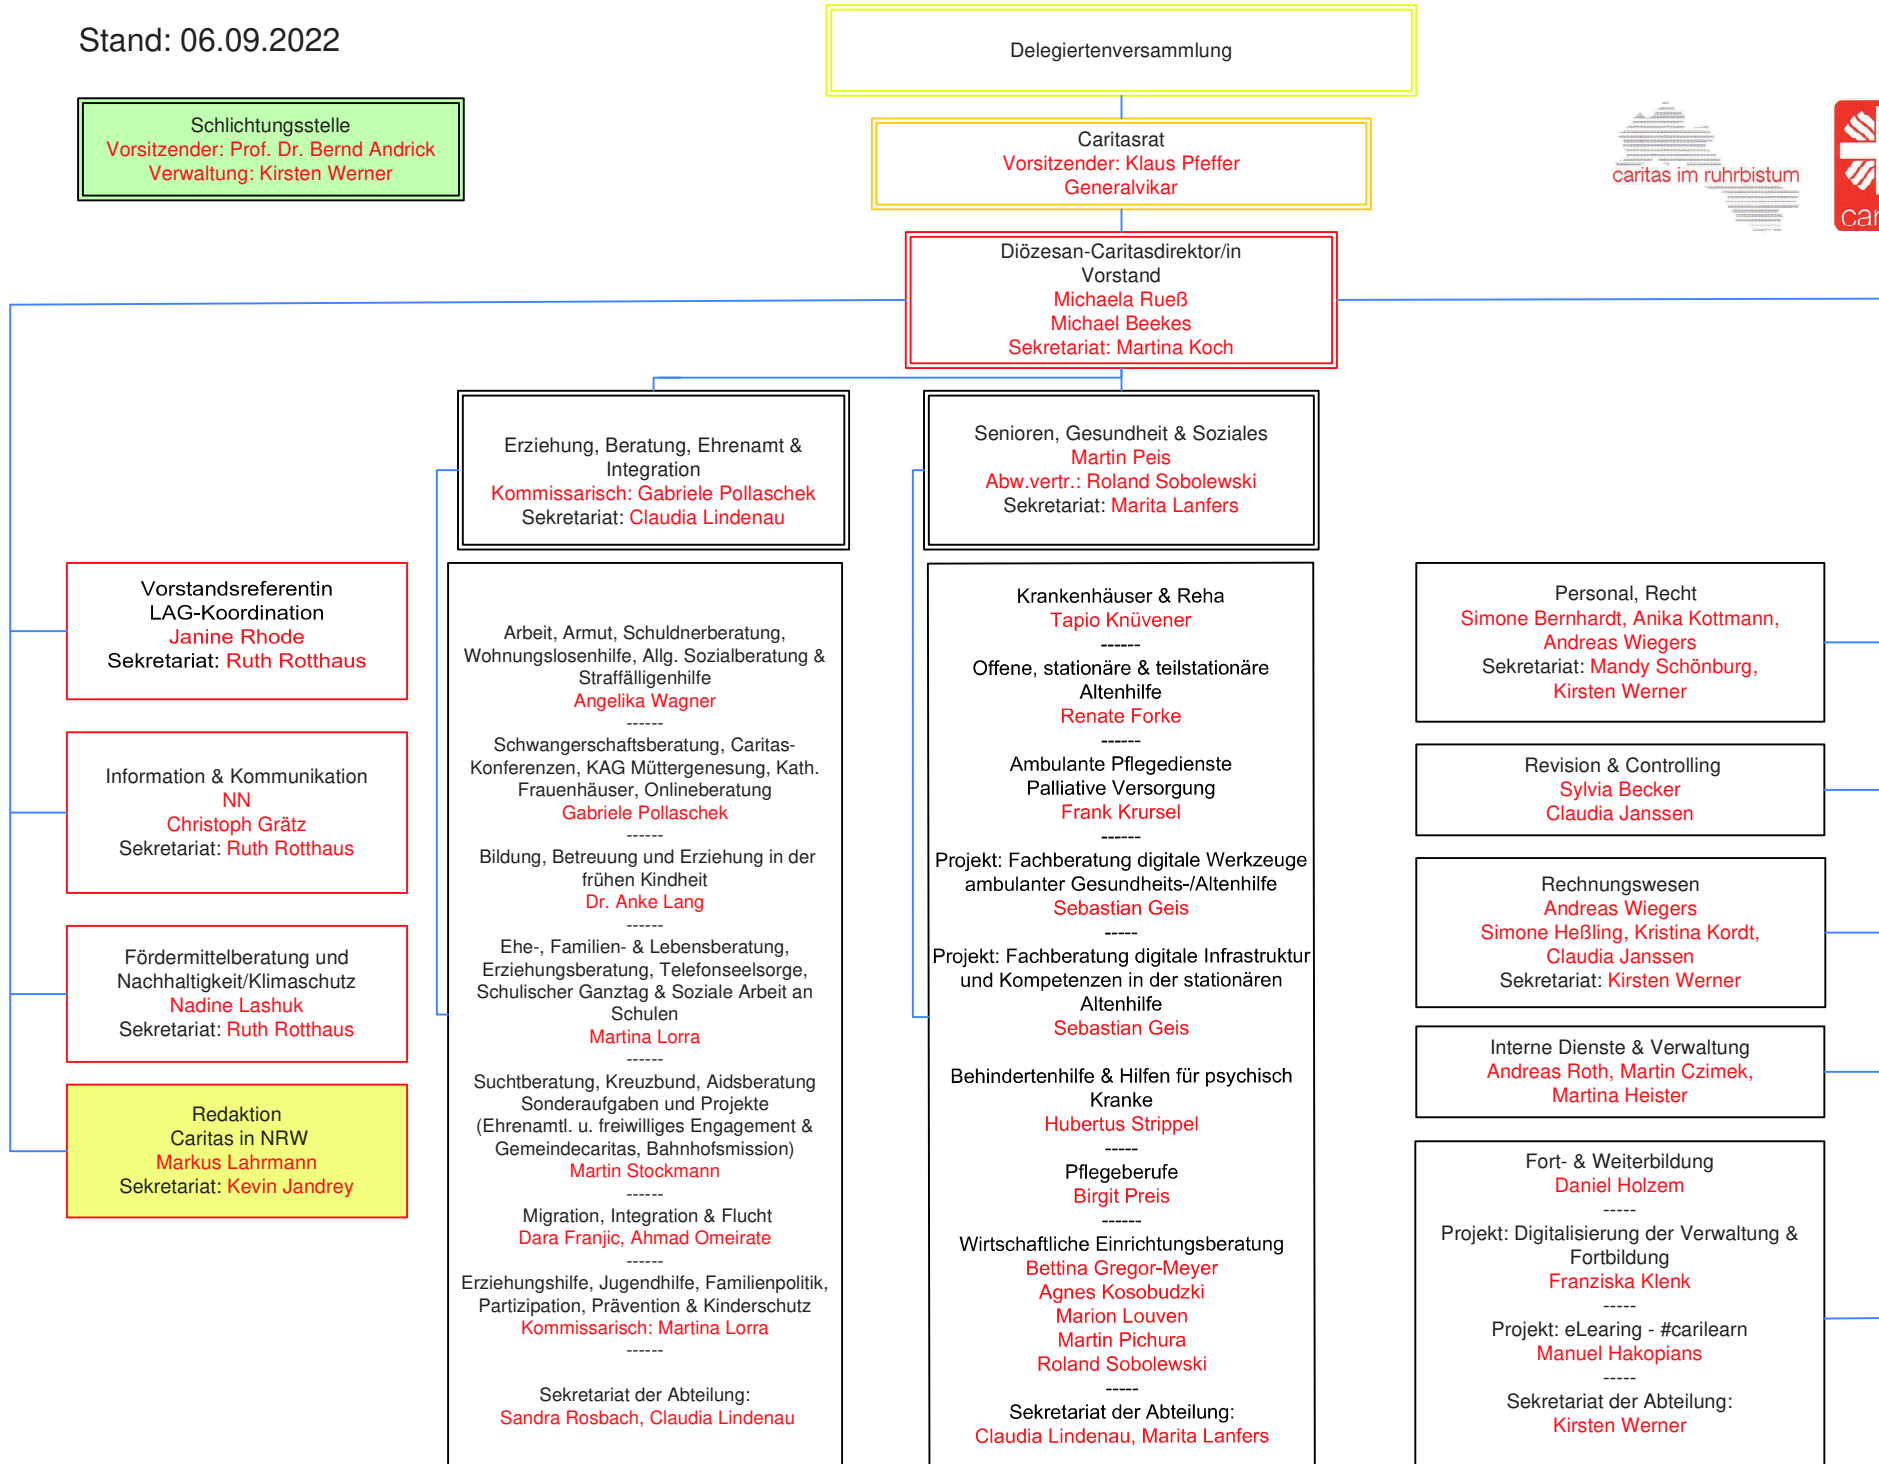 Stand: 06.09.2022
Delegiertenversammlung
Schlichtungsstelle
Vorsitzender: Prof. Dr. Bernd Andrick
Verwaltung: Kirsten Werner
Caritasrat
Vorsitzender: Klaus Pfeffer
Generalvikar
caritas im ruhrbistum
Diözesan-Caritasdirektor/in
Vorstand
Michaela Rueß
Michael Beekes
Sekretariat: Martina Koch
Erziehung, Beratung, Ehrenamt &
Integration
Kommissarisch: Gabriele Pollaschek
Sekretariat: Claudia Lindenau
Senioren, Gesundheit & Soziales
Martin Peis
Abw.vertr.: Roland Sobolewski
Sekretariat: Marita Lanfers
Vorstandsreferentin
LAG-Koordination
Janine Rhode
Sekretariat: Ruth Rotthaus
Information & Kommunikation
NN
Christoph Grätz
Sekretariat: Ruth Rotthaus
Fördermittelberatung und
Nachhaltigkeit/Klimaschutz
Nadine Lashuk
Sekretariat: Ruth Rotthaus
Redaktion
Caritas in NRW
Markus Lahrmann
Sekretariat: Kevin Jandrey
Arbeit, Armut, Schuldnerberatung,
Wohnungslosenhilfe, Allg. Sozialberatung &
Straffälligenhilfe
Angelika Wagner
------
Schwangerschaftsberatung, Caritas-
Konferenzen, KAG Müttergenesung, Kath.
Frauenhäuser, Onlineberatung
Gabriele Pollaschek
------
Bildung, Betreuung und Erziehung in der
frühen Kindheit
Dr. Anke Lang
------
Ehe-, Familien- & Lebensberatung,
Erziehungsberatung, Telefonseelsorge,
Schulischer Ganztag & Soziale Arbeit an
Schulen
Martina Lorra
------
Suchtberatung, Kreuzbund, Aidsberatung
Sonderaufgaben und Projekte
(Ehrenamtl. u. freiwilliges Engagement &
Gemeindecaritas, Bahnhofsmission)
Martin Stockmann
------
Migration, Integration & Flucht
Dara Franjic, Ahmad Omeirate
------
Erziehungshilfe, Jugendhilfe, Familienpolitik,
Partizipation, Prävention & Kinderschutz
Kommissarisch: Martina Lorra
------
Sekretariat der Abteilung:
Sandra Rosbach, Claudia Lindenau
Krankenhäuser & Reha
Tapio Knüvener
------
Offene, stationäre & teilstationäre
Altenhilfe
Renate Forke
------
Ambulante Pflegedienste
Palliative Versorgung
Frank Krursel
------
Projekt: Fachberatung digitale Werkzeuge
ambulanter Gesundheits-/Altenhilfe
Sebastian Geis
-----
Projekt: Fachberatung digitale Infrastruktur
und Kompetenzen in der stationären
Altenhilfe
Sebastian Geis
Behindertenhilfe & Hilfen für psychisch
Kranke
Hubertus Strippel
-----
Pflegeberufe
Birgit Preis
------
Wirtschaftliche Einrichtungsberatung
Bettina Gregor-Meyer
Agnes Kosobudzki
Marion Louven
Martin Pichura
Roland Sobolewski
-----
Sekretariat der Abteilung:
Claudia Lindenau, Marita Lanfers
Personal, Recht
Simone Bernhardt, Anika Kottmann,
Andreas Wiegers
Sekretariat: Mandy Schönburg,
Kirsten Werner
Revision & Controlling
Sylvia Becker
Claudia Janssen
Rechnungswesen
Andreas Wiegers
Simone Heßling, Kristina Kordt,
Claudia Janssen
Sekretariat: Kirsten Werner
Interne Dienste & Verwaltung
Andreas Roth, Martin Czimek,
Martina Heister
Fort- & Weiterbildung
Daniel Holzem
-----
Projekt: Digitalisierung der Verwaltung &
Fortbildung
Franziska Klenk
-----
Projekt: eLearing - #carilearn
Manuel Hakopians
-----
Sekretariat der Abteilung:
Kirsten Werner